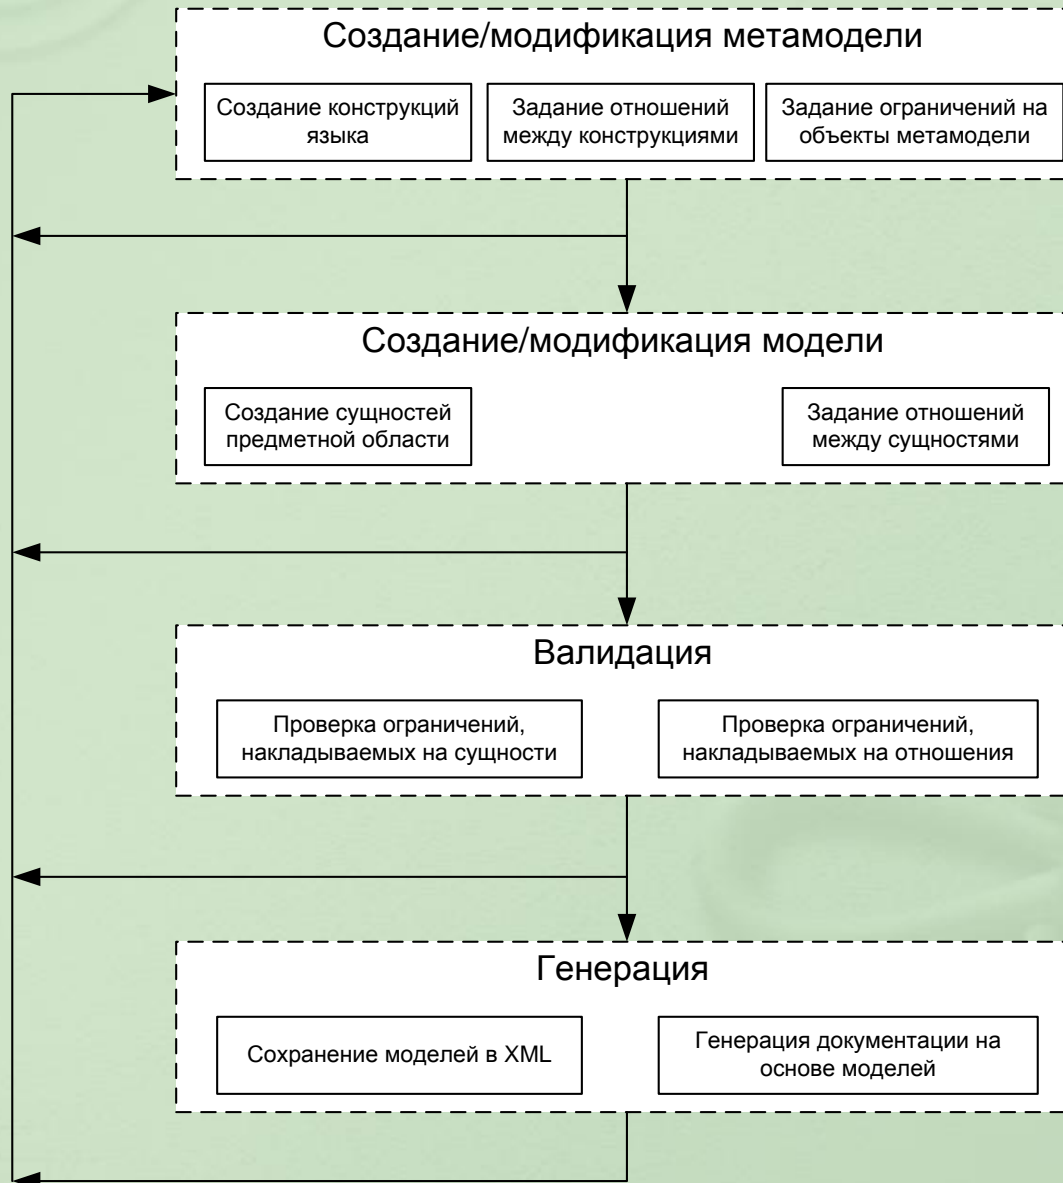 Создание/модификация метамодели
Создание конструкций
языка
Задание отношений
между конструкциями
Задание ограничений на
объекты метамодели
Создание/модификация модели
Создание сущностей
предметной области
Задание отношений
между сущностями
Валидация
Проверка ограничений,
накладываемых на сущности
Проверка ограничений,
накладываемых на отношения
Генерация
Сохранение моделей в XML
Генерация документации на
основе моделей